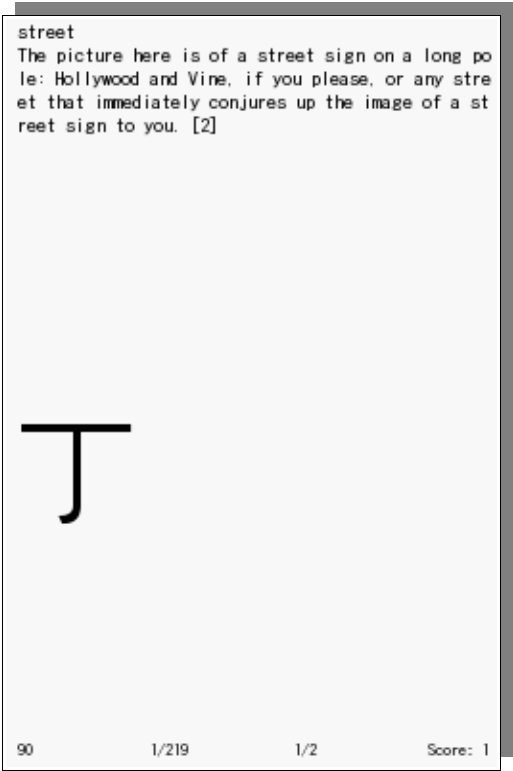 street
The picture here is of a street sign on a long po
le: Hollywood and Vine, if you please, or any stre
et that immediately conjures up the image of a st
reet sign to you. [2]
丁
90 1/219 1/2 Score: 1